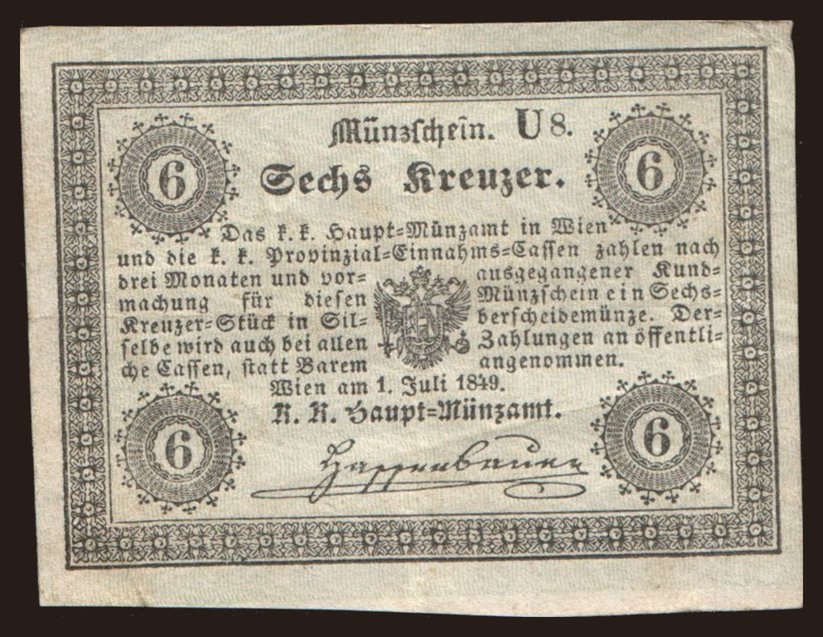 Münzschein. U 8.
6 Sechs Kreuzer. 6
Das k. k. Haupt=Münzamt in Wien
und die k. k. Provinzial=Einnahms=Cassen zahlen nach
drei Monaten und vor= ausgegangener Kund=
machung für diesen Münzschein ein Sechs=
Kreuzer=Stück in Sil= berscheidemünze. Der=
selbe wird auch bei allen Zahlungen an öffentli=
che Cassen, statt Barem angenommen.
Wien am 1. Juli 1849.
K. K. Haupt=Münzamt.
6 6
Hassenbauer